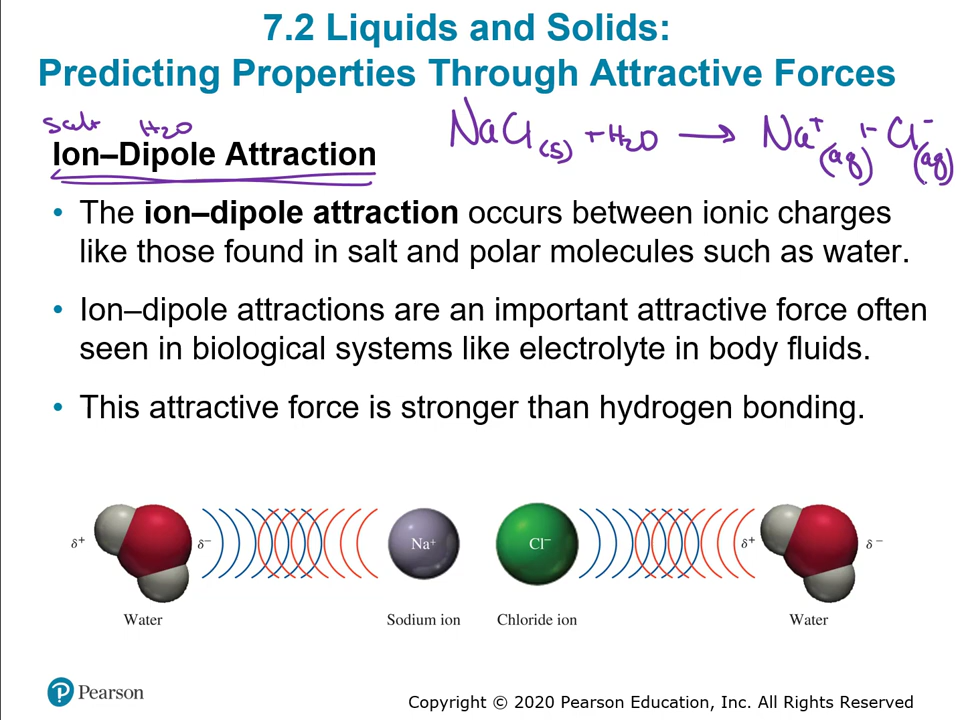 7.2 Liquids and Solids:
Predicting Properties Through Attractive Forces
Salt H₂O
NaCl(s) + H₂O → Na⁺(aq) + Cl⁻(aq)
Ion–Dipole Attraction
• The ion–dipole attraction occurs between ionic charges
like those found in salt and polar molecules such as water.
• Ion–dipole attractions are an important attractive force often
seen in biological systems like electrolyte in body fluids.
• This attractive force is stronger than hydrogen bonding.
δ⁺ δ⁻ Na⁺ Cl⁻ δ⁺ δ⁻
Water Sodium ion Chloride ion Water
P Pearson
Copyright © 2020 Pearson Education, Inc. All Rights Reserved